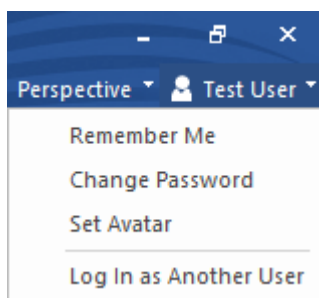 Perspective Test User
Remember Me
Change Password
Set Avatar
Log In as Another User